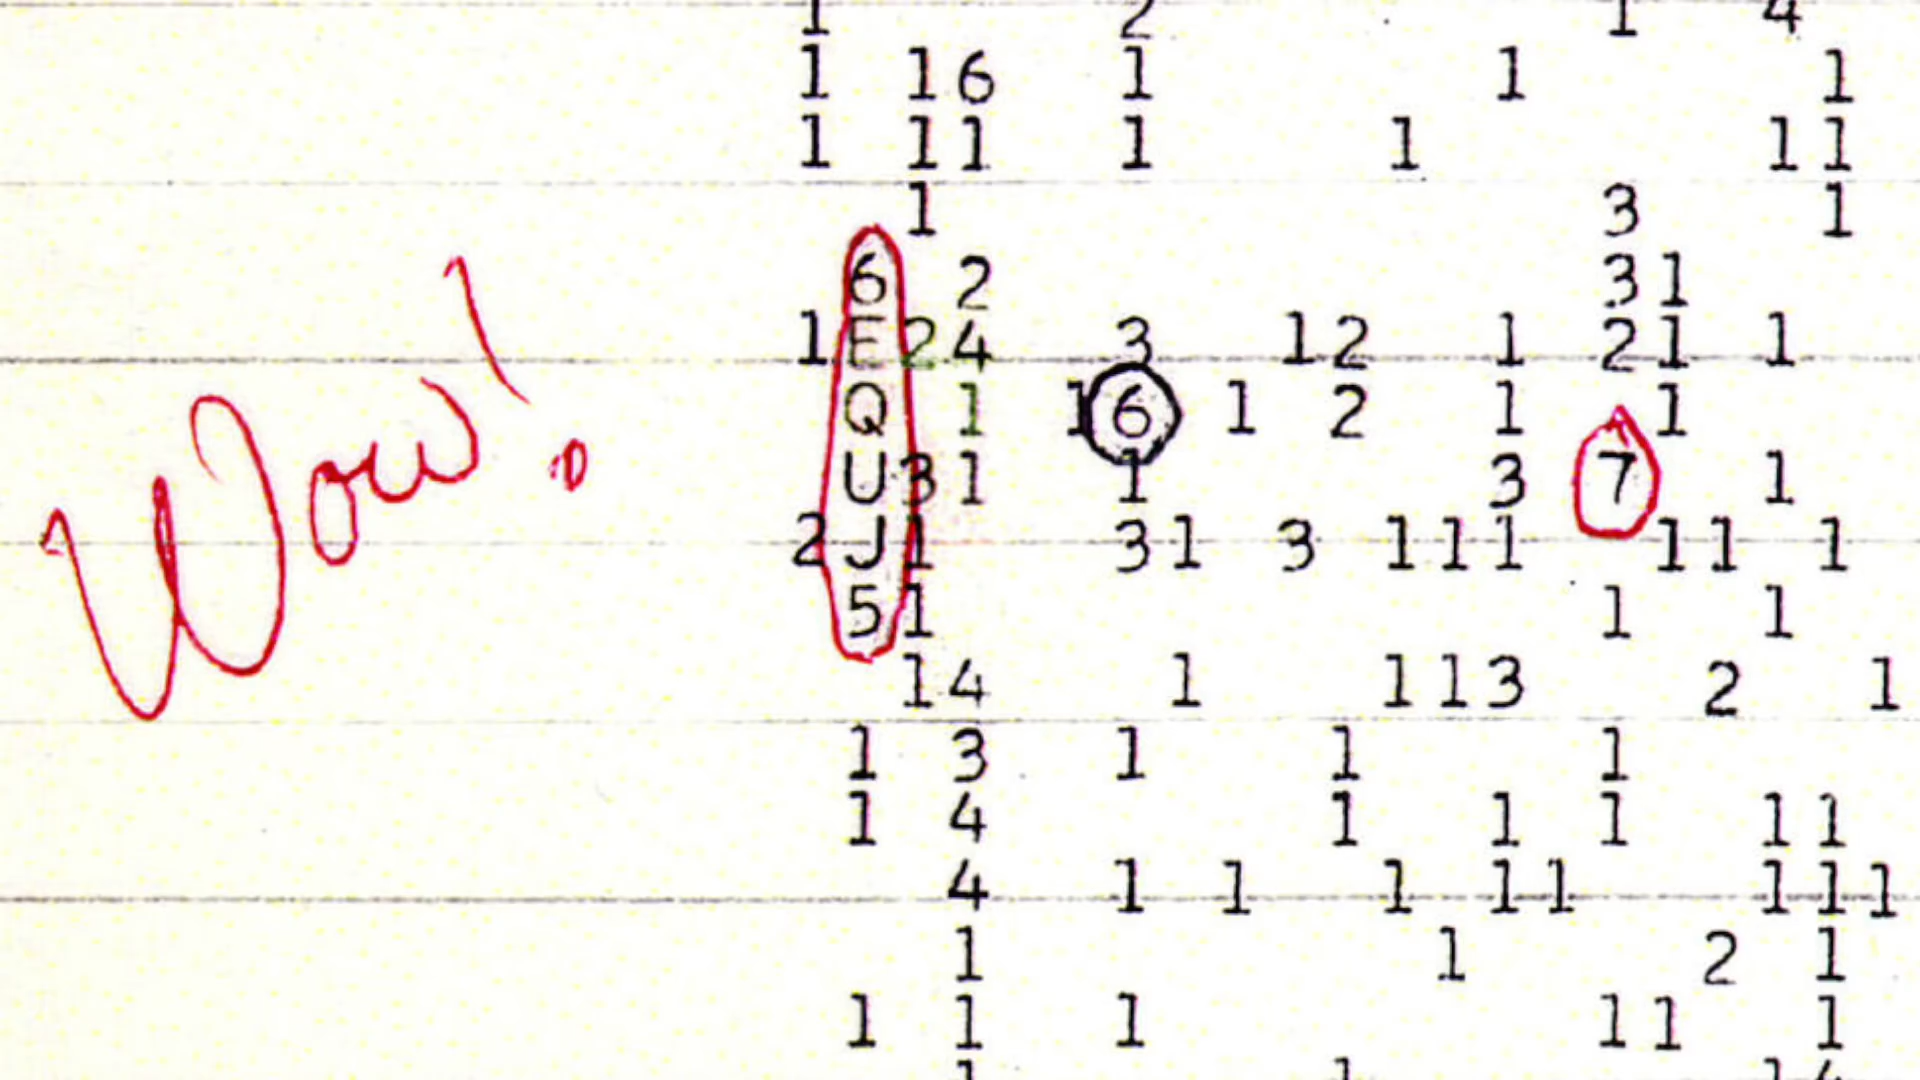 1 2 1 4
1 16 1 1 1
1 11 1 1 11
1 3 1
6 2 31
1E24 3 12 1 21 1
Q 1 16 1 2 1 1
U31 1 3 7 1
2J1 31 3 111 11 1
51 1 1
14 1 113 2 1
1 3 1 1 1
1 4 1 1 1 11
4 1 1 1 11 111
1 1 2 1
1 1 1 11 1
Wow!